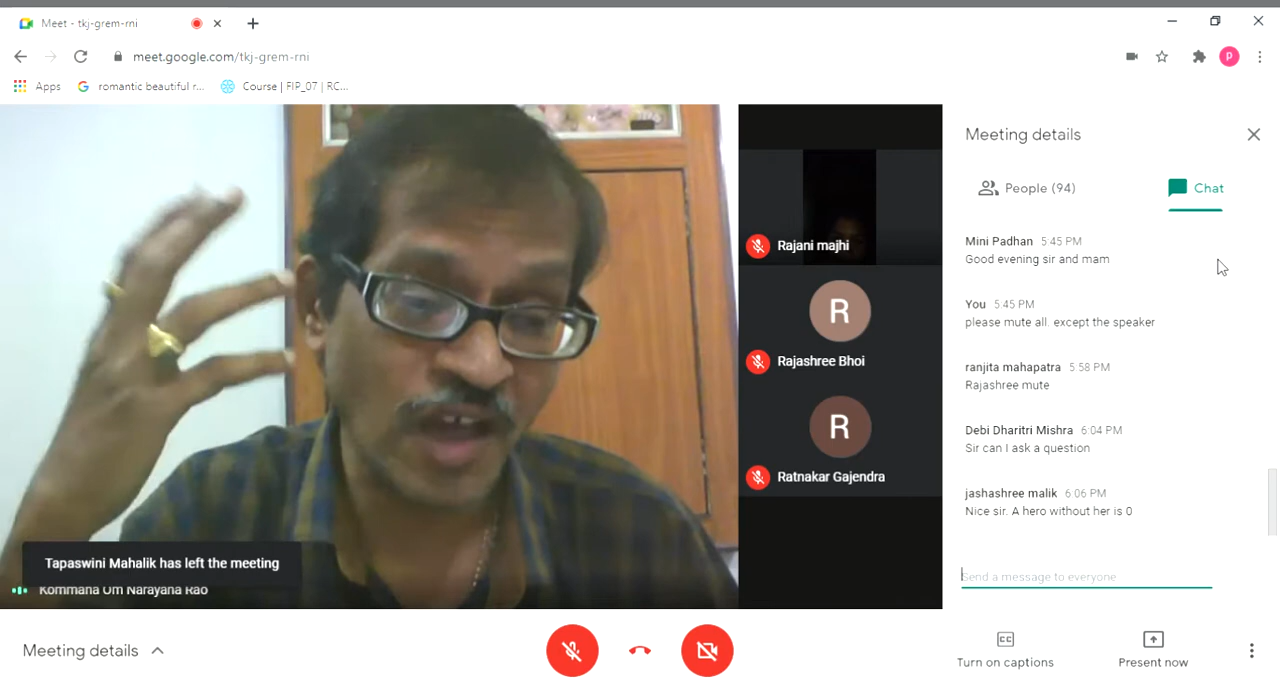 Meet - tkj-grem-rni
meet.google.com/tkj-grem-rni
P
Apps
romantic beautiful r...
Course | FIP_07 | RC...
Rajani majhi
R
Rajashree Bhoi
R
Ratnakar Gajendra
Tapaswini Mahalik has left the meeting
Kommana Om Narayana Rao
Meeting details
People (94)
Chat
Mini Padhan 5:45 PM
Good evening sir and mam
You 5:45 PM
please mute all. except the speaker
ranjita mahapatra 5:58 PM
Rajashree mute
Debi Dharitri Mishra 6:04 PM
Sir can I ask a question
jashashree malik 6:06 PM
Nice sir. A hero without her is 0
Send a message to everyone
Meeting details
CC
Turn on captions
Present now